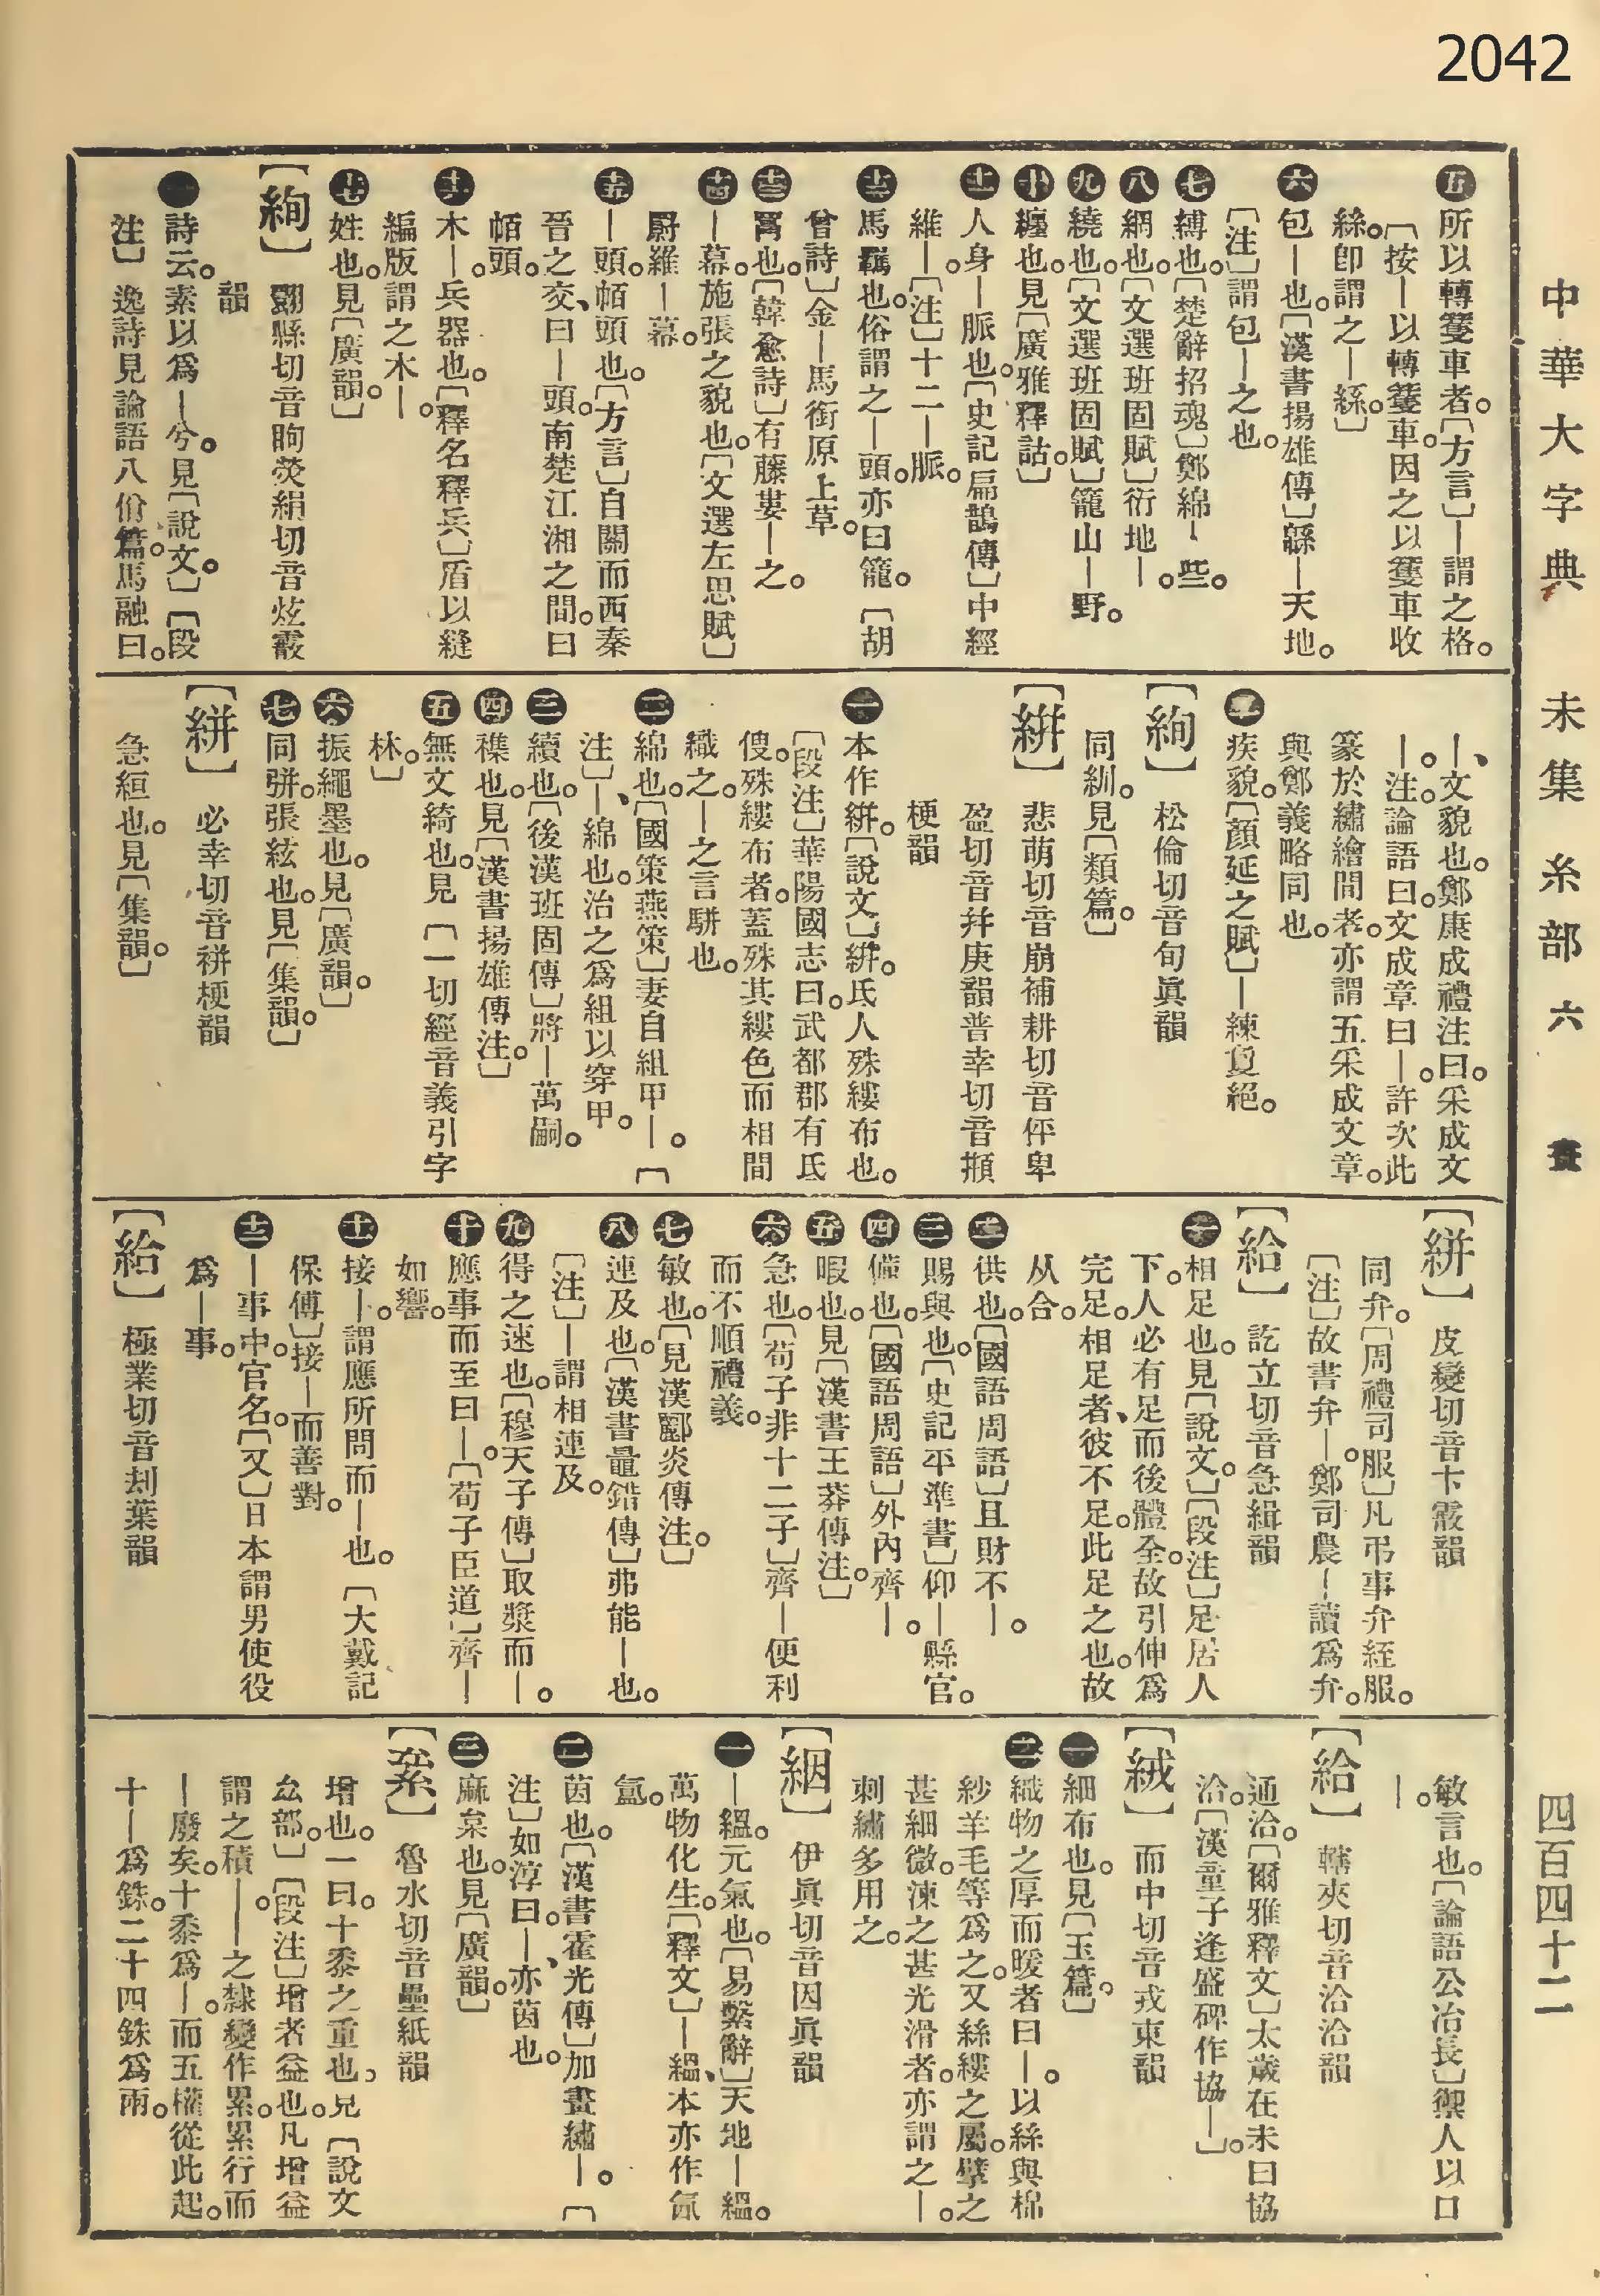 2042
中華大字典 未集 糸部 六畫 四百四十二
五 所以轉籰車者。〔方言〕—謂之格。
〔按—以轉籰車。因之以籰車收
絲。卽謂之—絲。〕
六 包—也。〔漢書揚雄傳〕緜—天地。
〔注〕謂包—之也。
七 縛也。〔楚辭招魂〕鄭綿—些。
八 網也。〔文選班固賦〕衍地—。
九 繞也。〔文選班固賦〕籠山—野。
十 纏也。見〔廣雅釋詁。〕
十一 人身—脈也。〔史記扁鵲傳〕中經
維—。〔注〕十二—脈。
十二 馬羈也。俗謂之—頭。亦曰籠。〔胡
曾詩〕金—馬銜原上草。
十三 罥也。〔韓愈詩〕有藤婁—之。
十四 —幕。施張之貌也。〔文選左思賦〕
罻羅—幕。
十五 —頭。帞頭也。〔方言〕自關而西秦
晉之交、曰—頭。南楚江湘之間。曰
帞頭。
十六 木—。兵器也。〔釋名釋兵〕盾以縫
編版謂之木—。
十七 姓也。見〔廣韻。〕
〔絢〕 翾縣切音眴熒絹切音炫霰
韻
一 詩云。素以爲—兮。見〔說文。〕〔段
注〕逸詩見論語八佾篇。馬融曰。
—、文貌也。鄭康成禮注曰。采成文
—。注論語曰。文成章曰—。許次此
篆於繡繪閒者。亦謂五采成文章。
與鄭義略同也。
二 疾貌。〔顏延之賦〕—練夐絕。
〔絢〕 松倫切音旬眞韻
同紃。見〔類篇。〕
〔絣〕 悲萌切音崩補耕切音伻卑
盈切音幷庚韻普幸切音㨭
梗韻
一 本作絣。〔說文〕絣。氐人殊縷布也。
〔段注〕華陽國志曰。武都郡有氐
傁。殊縷布者。蓋殊其縷色而相間
織之。—之言駢也。
二 綿也。〔國策燕策〕妻自組甲—。〔
注〕—、綿也。治之爲組以穿甲。
三 續也。〔後漢班固傳〕將—萬嗣。
四 襍也。見〔漢書揚雄傳注。〕
五 無文綺也。見〔一切經音義引字
林。〕
六 振繩墨也。見〔廣韻。〕
七 同弸。張絃也。見〔集韻。〕
〔絣〕 必幸切音䄑梗韻
急絙也。見〔集韻。〕
〔絣〕 皮變切音卞霰韻
同弁。〔周禮司服〕凡弔事弁絰服。
〔注〕故書弁—。鄭司農—讀爲弁。
〔給〕 訖立切音急緝韻
一 相足也。見〔說文。〕〔段注〕足居人
下。人必有足而後體全。故引伸爲
完足。相足者、彼不足。此足之也。故
从合。
二 供也。〔國語周語〕且財不—。
三 賜與也。〔史記平準書〕仰—縣官。
四 備也。〔國語周語〕外內齊—。
五 暇也。見〔漢書王莽傳注。〕
六 急也。〔荀子非十二子〕齊—便利
而不順禮義。
七 敏也。〔見漢酈炎傳注。〕
八 連及也。〔漢書鼂錯傳〕弗能—也。
〔注〕—謂相連及。
九 得之速也。〔穆天子傳〕取漿而—。
十 應事而至曰—。〔荀子臣道〕齊—
如響。
十一 接—。謂應所問而—也。〔大戴記
保傅〕接—而善對。
十二 —事中。官名。〔又〕日本謂男使役
爲—事。
〔給〕 極業切音刦葉韻
敏言也。〔論語公冶長〕禦人以口
—。
〔給〕 轄夾切音洽洽韻
通洽。〔爾雅釋文〕太歲在未曰協
洽。〔漢童子逢盛碑作協—。〕
〔絨〕 而中切音戎東韻
一 細布也。見〔玉篇。〕
二 織物之厚而暖者曰—。以絲與棉
紗羊毛等爲之。又絲縷之屬。擘之
甚細微。涷之甚光滑者。亦謂之—。
刺繡多用之。
〔絪〕 伊眞切音因眞韻
一 —縕。元氣也。〔易繫辭〕天地—縕。
萬物化生。〔釋文〕—縕、本亦作氤
氳。
二 茵也。〔漢書霍光傳〕加畫繡—。〔
注〕如淳曰。—、亦茵也。
三 麻枲也。見〔廣韻。〕
〔絫〕 魯水切音壘紙韻
增也。一曰。十黍之重也。見〔說文
厽部。〕〔段注〕增者益也。凡增益
謂之積—。—之隸變作累。累行而
—廢矣。十黍爲—。而五權從此起。
十—爲銖。二十四銖爲兩。